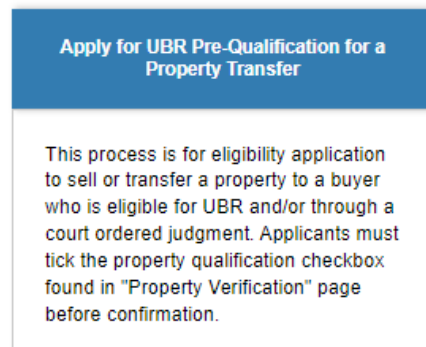 Apply for UBR Pre-Qualification for a
Property Transfer
This process is for eligibility application
to sell or transfer a property to a buyer
who is eligible for UBR and/or through a
court ordered judgment. Applicants must
tick the property qualification checkbox
found in "Property Verification" page
before confirmation.